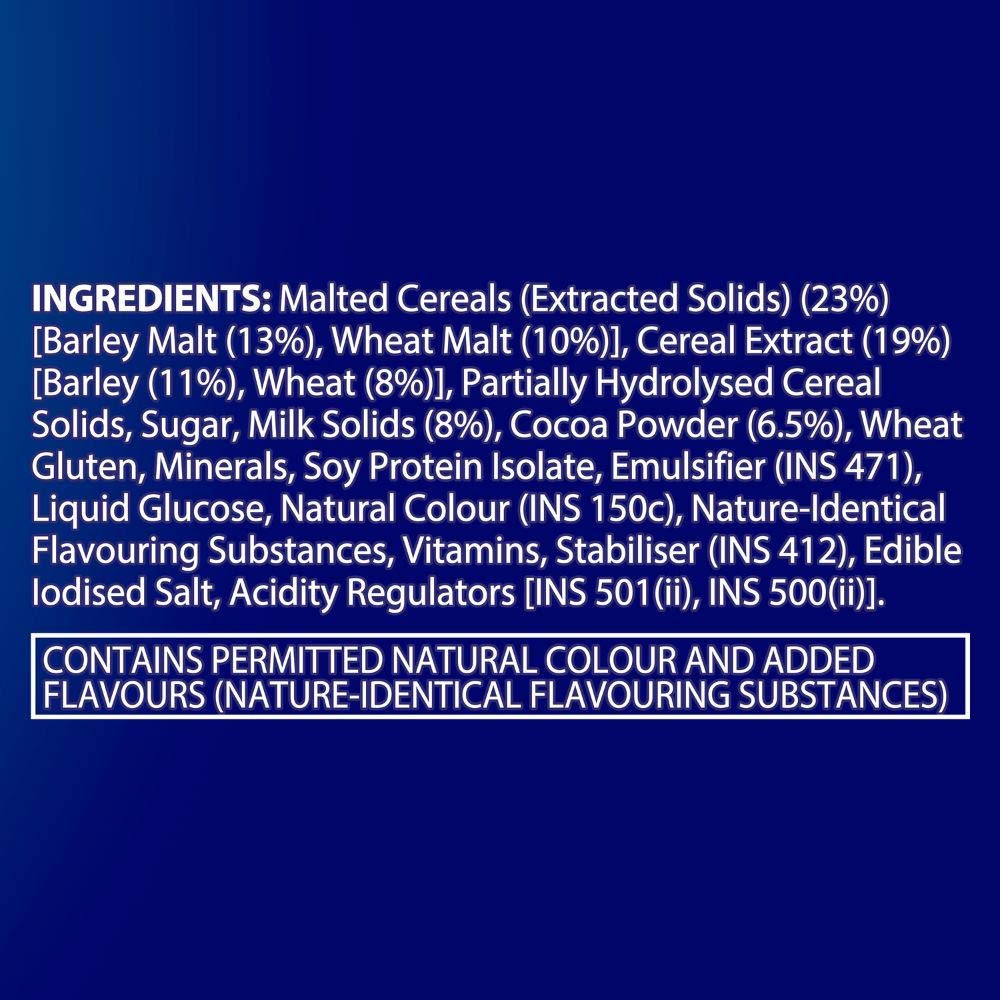 INGREDIENTS: Malted Cereals (Extracted Solids) (23%)
[Barley Malt (13%), Wheat Malt (10%)], Cereal Extract (19%)
[Barley (11%), Wheat (8%)], Partially Hydrolysed Cereal
Solids, Sugar, Milk Solids (8%), Cocoa Powder (6.5%), Wheat
Gluten, Minerals, Soy Protein Isolate, Emulsifier (INS 471),
Liquid Glucose, Natural Colour (INS 150c), Nature-Identical
Flavouring Substances, Vitamins, Stabiliser (INS 412), Edible
Iodised Salt, Acidity Regulators [INS 501(ii), INS 500(ii)].
CONTAINS PERMITTED NATURAL COLOUR AND ADDED
FLAVOURS (NATURE-IDENTICAL FLAVOURING SUBSTANCES)